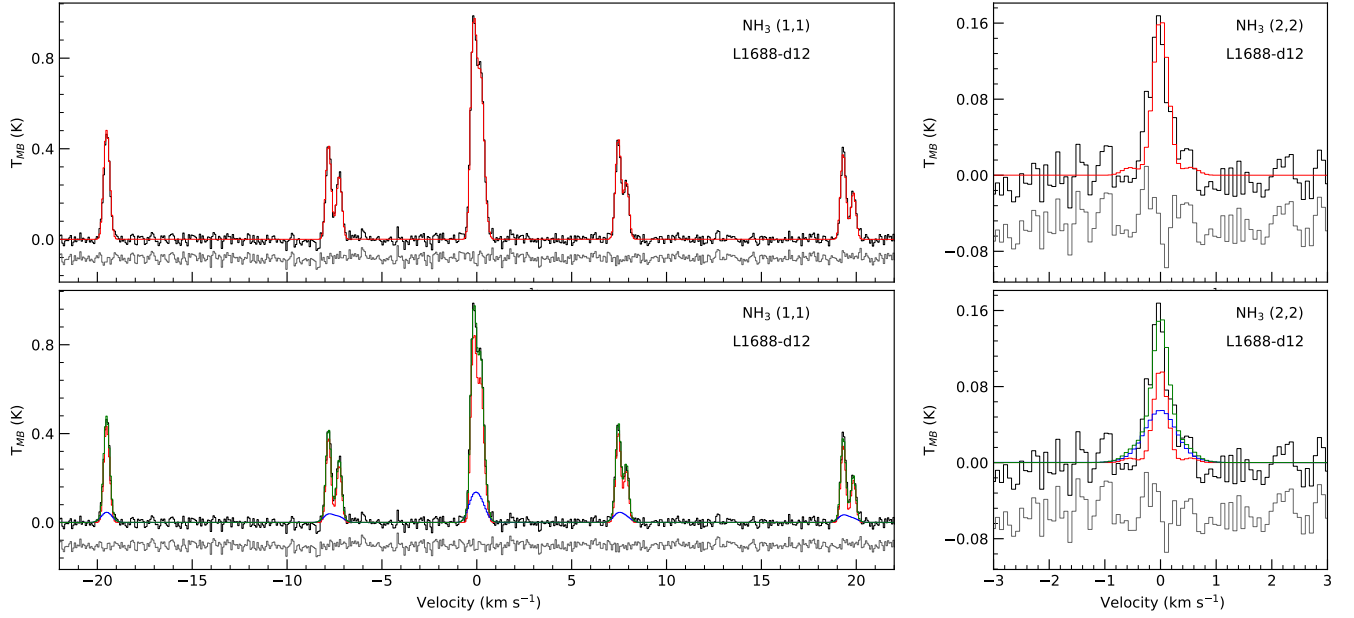 NH₃ (1,1)
L1688-d12
T_MB (K)
0.8
0.4
0.0
NH₃ (2,2)
L1688-d12
T_MB (K)
0.16
0.08
0.00
−0.08
NH₃ (1,1)
L1688-d12
T_MB (K)
0.8
0.4
0.0
−20 −15 −10 −5 0 5 10 15 20
Velocity (km s⁻¹)
NH₃ (2,2)
L1688-d12
T_MB (K)
0.16
0.08
0.00
−0.08
−3 −2 −1 0 1 2 3
Velocity (km s⁻¹)